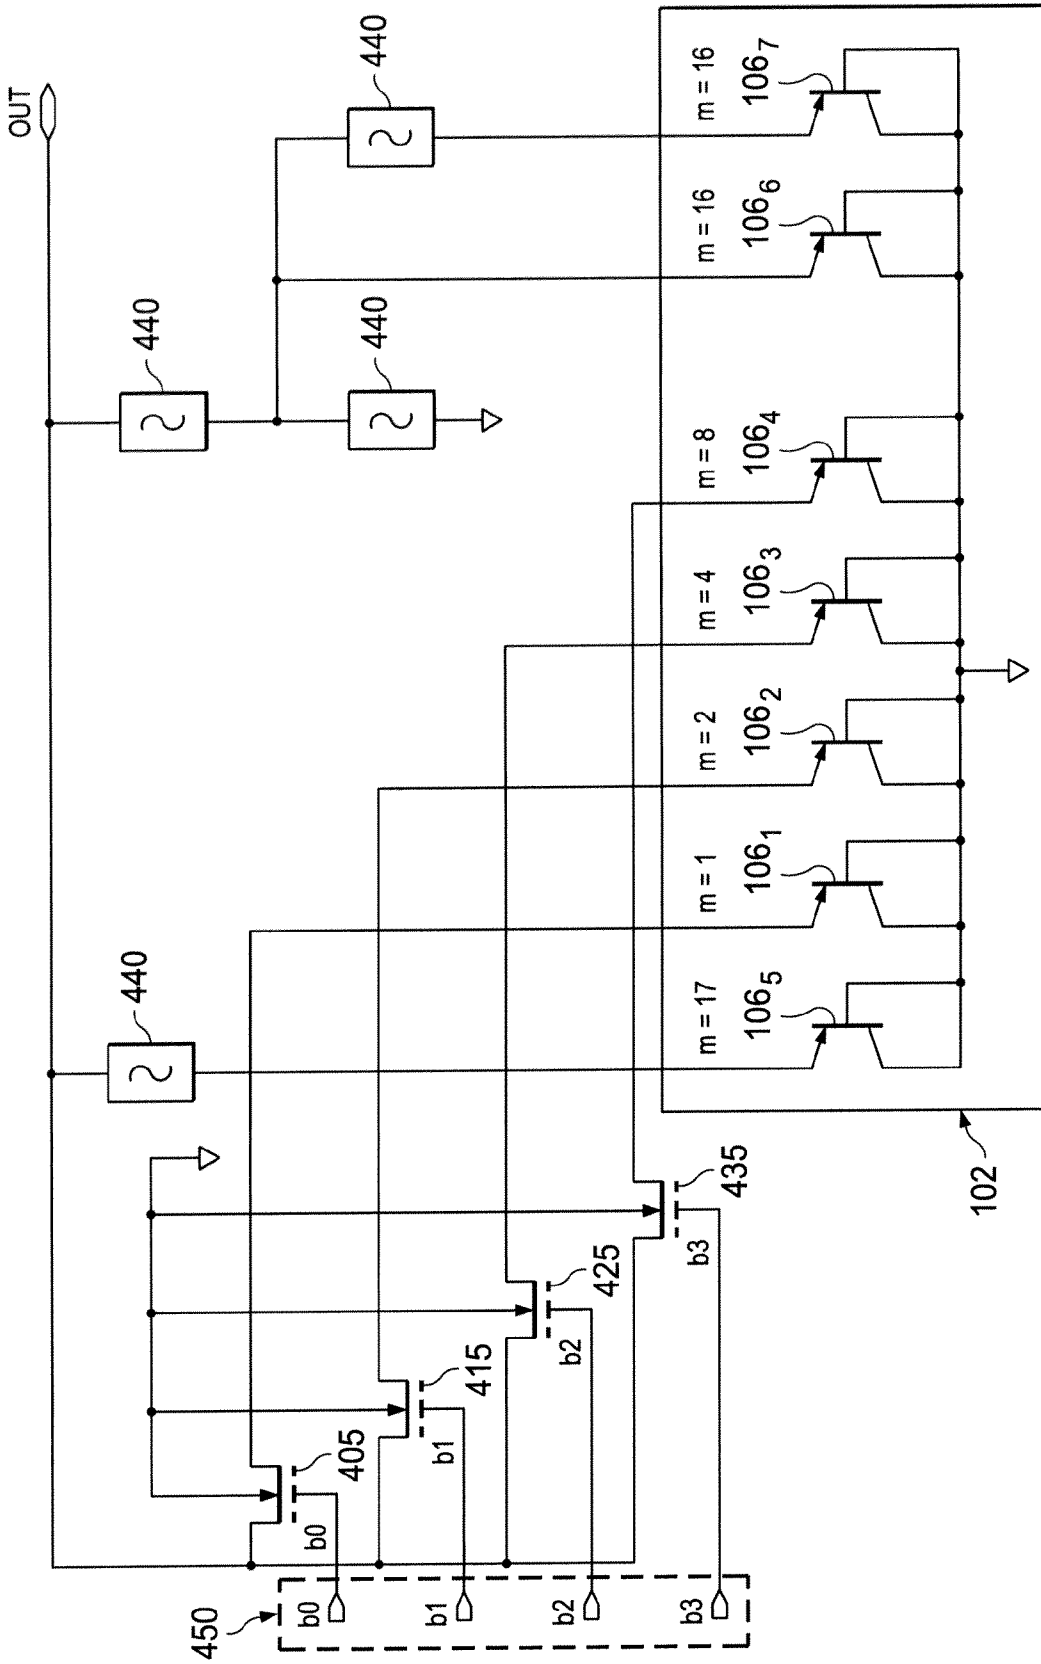 OUT
440
440
440
440
440
m = 17
m = 1
m = 2
m = 4
m = 8
m = 16
m = 16
106₅
106₁
106₂
106₃
106₄
106₆
106₇
102
405
415
425
435
b0
b1
b2
b3
450
b0
b1
b2
b3